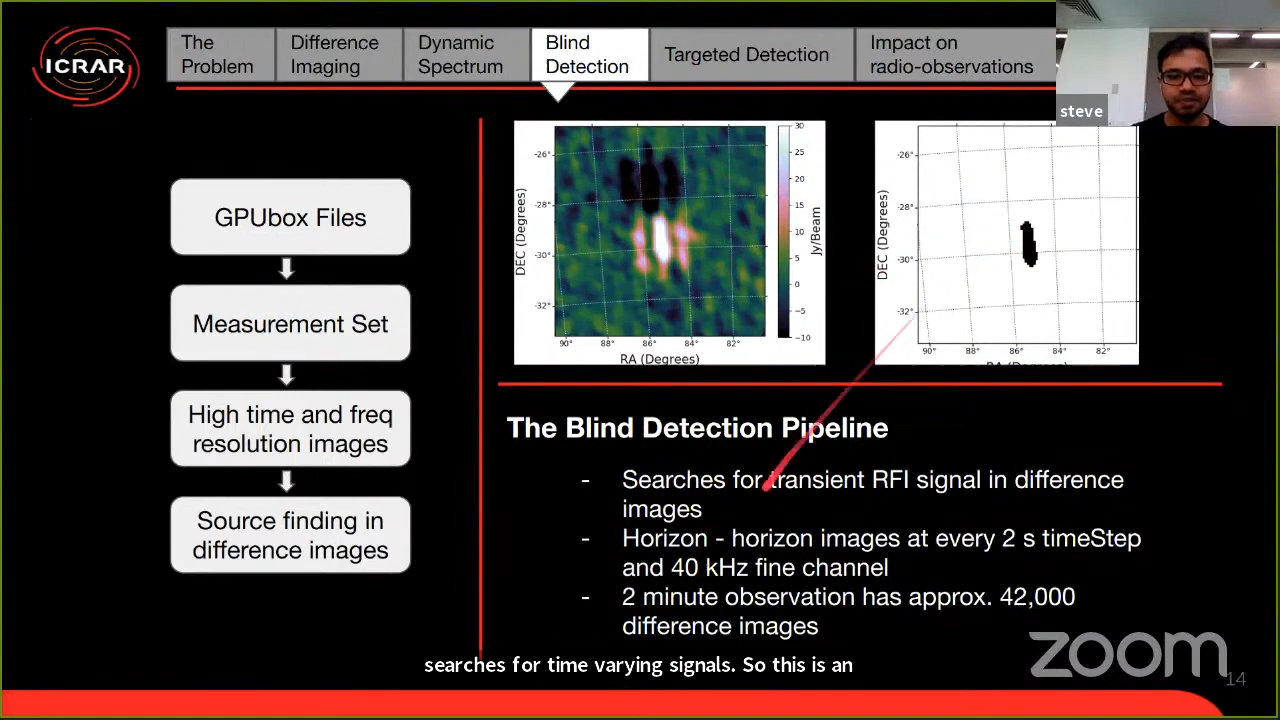 ICRAR
The
Problem
Difference
Imaging
Dynamic
Spectrum
Blind
Detection
Targeted Detection
Impact on
radio-observations
steve
GPUbox Files
Measurement Set
High time and freq
resolution images
Source finding in
difference images
-26°
-28°
-30°
-32°
DEC (Degrees)
90°
88°
86°
84°
82°
RA (Degrees)
30
25
20
15
10
5
0
−5
−10
Jy/Beam
-26°
-28°
-30°
-32°
DEC (Degrees)
90°
88°
86°
84°
82°
RA (Degrees)
The Blind Detection Pipeline
- Searches for transient RFI signal in difference
images
- Horizon - horizon images at every 2 s timeStep
and 40 kHz fine channel
- 2 minute observation has approx. 42,000
difference images
searches for time varying signals. So this is an
zoom
14